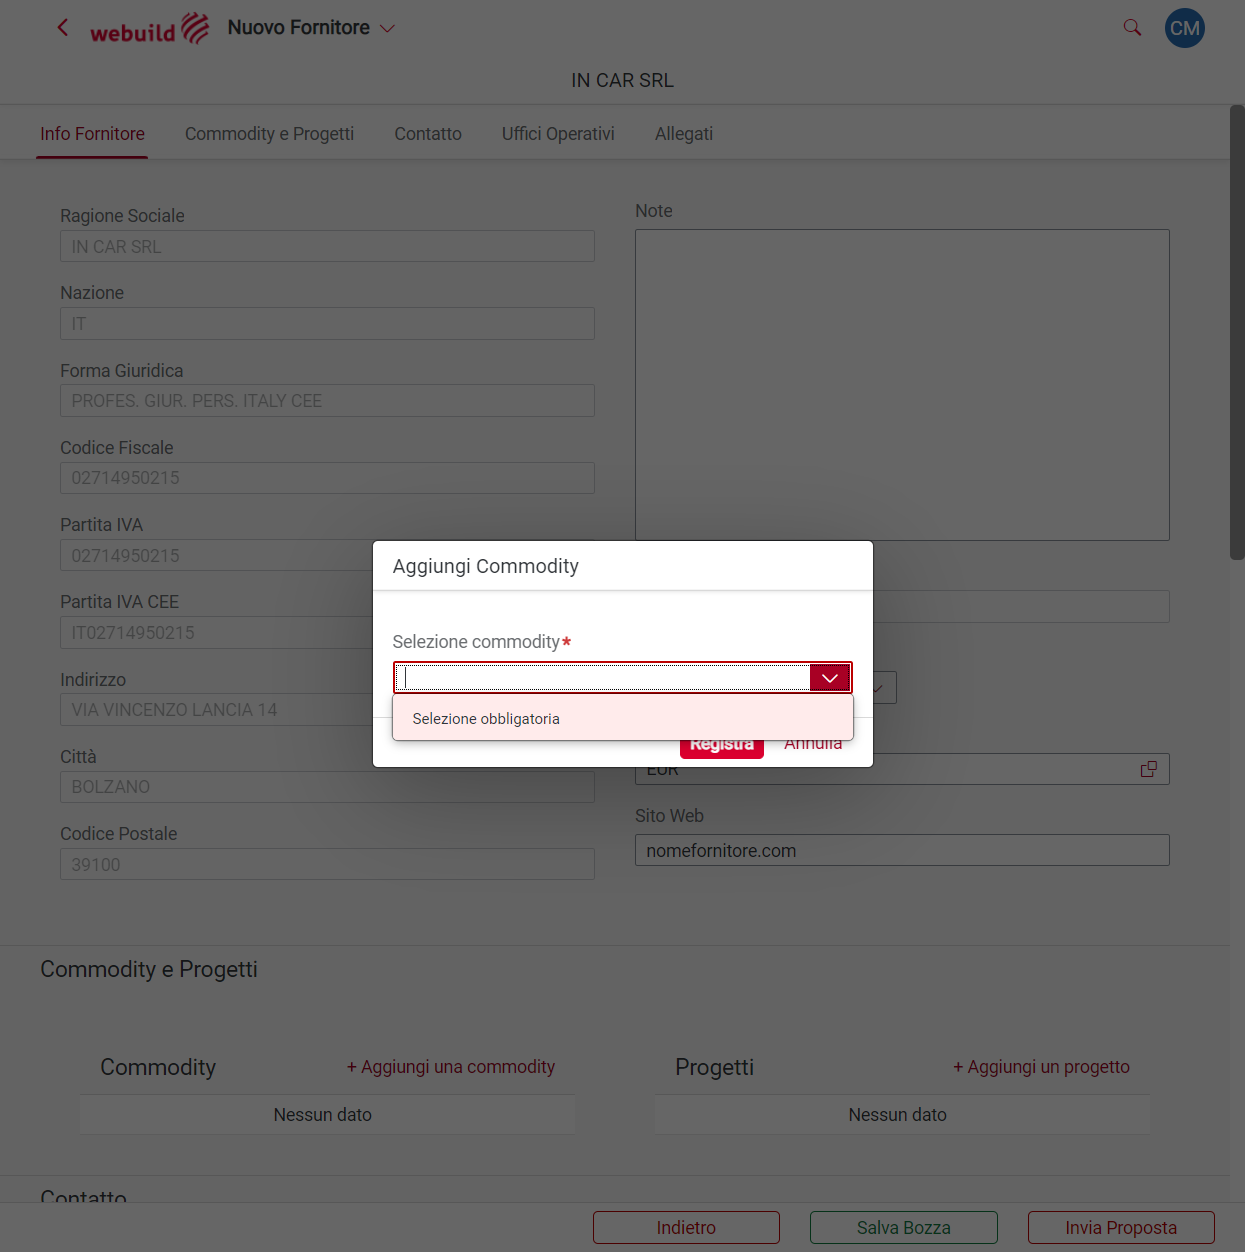 webuild Nuovo Fornitore
CM
IN CAR SRL
Info Fornitore Commodity e Progetti Contatto Uffici Operativi Allegati
Ragione Sociale
IN CAR SRL
Nazione
IT
Forma Giuridica
PROFES. GIUR. PERS. ITALY CEE
Codice Fiscale
02714950215
Partita IVA
02714950215
Partita IVA CEE
IT02714950215
Indirizzo
VIA VINCENZO LANCIA 14
Città
BOLZANO
Codice Postale
39100
Note
Aggiungi Commodity
Selezione commodity*
Selezione obbligatoria
Registra Annulla
EUR
Sito Web
nomefornitore.com
Commodity e Progetti
Commodity + Aggiungi una commodity
Nessun dato
Progetti + Aggiungi un progetto
Nessun dato
Contatto
Indietro Salva Bozza Invia Proposta